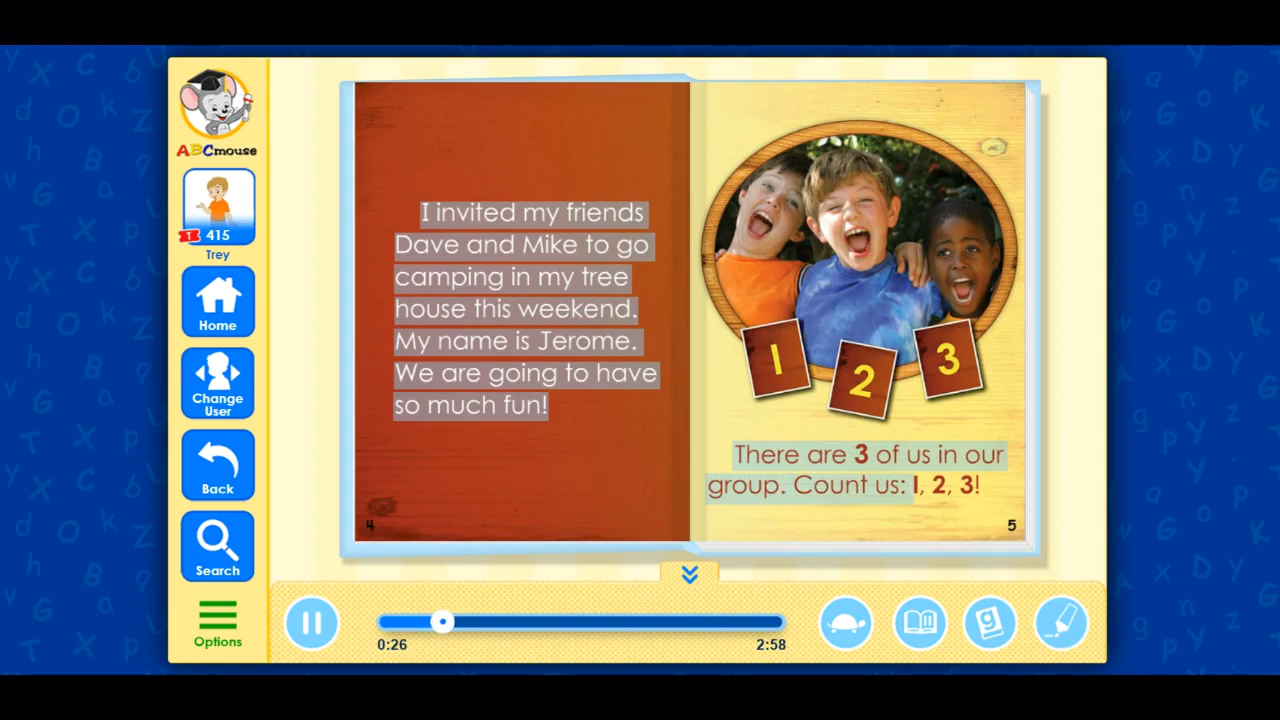 ABCmouse
T 415
Trey
Home
Change
User
Back
Search
Options
I invited my friends
Dave and Mike to go
camping in my tree
house this weekend.
My name is Jerome.
We are going to have
so much fun!
4
1
2
3
There are 3 of us in our
group. Count us: 1, 2, 3!
5
0:26
2:58
g